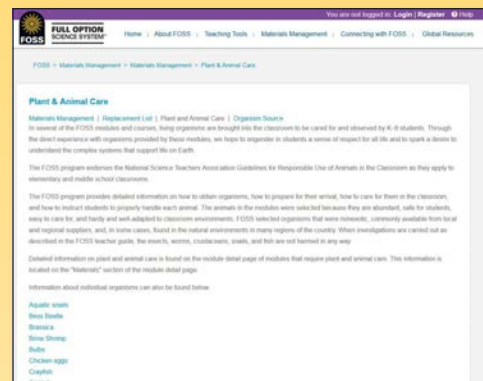 You are not logged in: Login | Register Help
FOSS
FULL OPTION
SCIENCE SYSTEM
Home | About FOSS | Teaching Tools | Materials Management | Connecting with FOSS | Global Resources
FOSS > Materials Management > Materials Management > Plant & Animal Care
Plant & Animal Care
Materials Management | Replacement List | Plant and Animal Care | Organism Source
In several of the FOSS modules and courses, living organisms are brought into the classroom to be cared for and observed by K–8 students. Through
the direct experience with organisms provided by these modules, we hope to engender in students a sense of respect for all life and to spark a desire to
understand the complex systems that support life on Earth.
The FOSS program endorses the National Science Teachers Association Guidelines for Responsible Use of Animals in the Classroom as they apply to
elementary and middle school classrooms.
The FOSS program provides detailed information on how to obtain organisms, how to prepare for their arrival, how to care for them in the classroom,
and how to instruct students to properly handle each animal. The animals in the modules were selected because they are abundant, safe for students,
easy to care for, and hardy and well-adapted to classroom environments. FOSS selected organisms that were nonexotic, commonly available from local
and regional suppliers, and, in some cases, found in the natural environments in many regions of the country. When investigations are carried out as
described in the FOSS teacher guide, the insects, worms, crustaceans, snails, and fish are not harmed in any way.
Detailed information on plant and animal care is found on the module detail page of modules that require plant and animal care. This information is
located on the "Materials" section of the module detail page.
Information about individual organisms can also be found below.
Aquatic snails
Bess Beetle
Brassica
Brine Shrimp
Bulbs
Chicken eggs
Crayfish